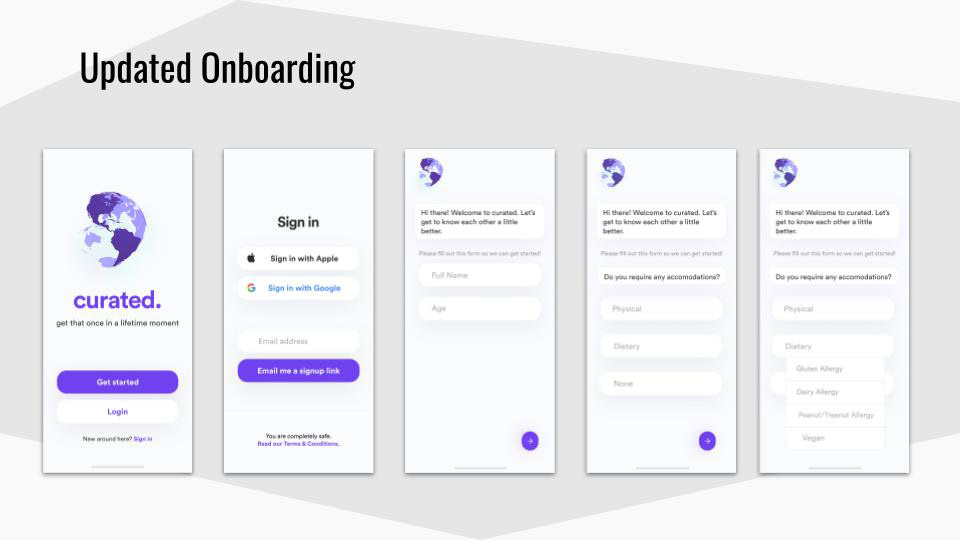 Updated Onboarding
curated.
get that once in a lifetime moment
Get started
Login
New around here? Sign in
Sign in
Sign in with Apple
Sign in with Google
Email address
Email me a signup link
You are completely safe.
Read our Terms & Conditions.
Hi there! Welcome to curated. Let's
get to know each other a little
better.
Please fill out this form so we can get started!
Full Name
Age
Hi there! Welcome to curated. Let's
get to know each other a little
better.
Please fill out this form so we can get started!
Do you require any accomodations?
Physical
Dietary
None
Hi there! Welcome to curated. Let's
get to know each other a little
better.
Please fill out this form so we can get started!
Do you require any accomodations?
Physical
Dietary
Gluten Allergy
Dairy Allergy
Peanut/Treenut Allergy
Vegan